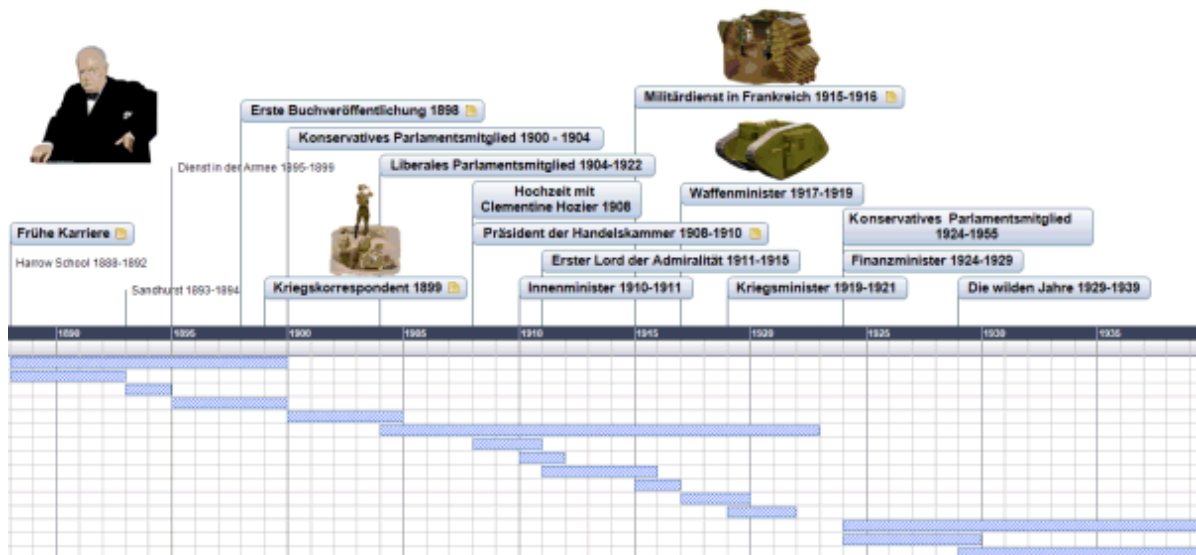 Militärdienst in Frankreich 1915-1916
Erste Buchveröffentlichung 1898
Konservatives Parlamentsmitglied 1900 - 1904
Dienst in der Armee 1895-1899
Liberales Parlamentsmitglied 1904-1922
Hochzeit mit
Clementine Hozier 1908
Waffenminister 1917-1919
Konservatives Parlamentsmitglied
1924-1955
Frühe Karriere
Präsident der Handelskammer 1908-1910
Harrow School 1888-1892
Erster Lord der Admiralität 1911-1915
Finanzminister 1924-1929
Sandhurst 1893-1894
Kriegskorrespondent 1899
Innenminister 1910-1911
Kriegsminister 1919-1921
Die wilden Jahre 1929-1939
1890 1895 1900 1905 1910 1915 1920 1925 1930 1935